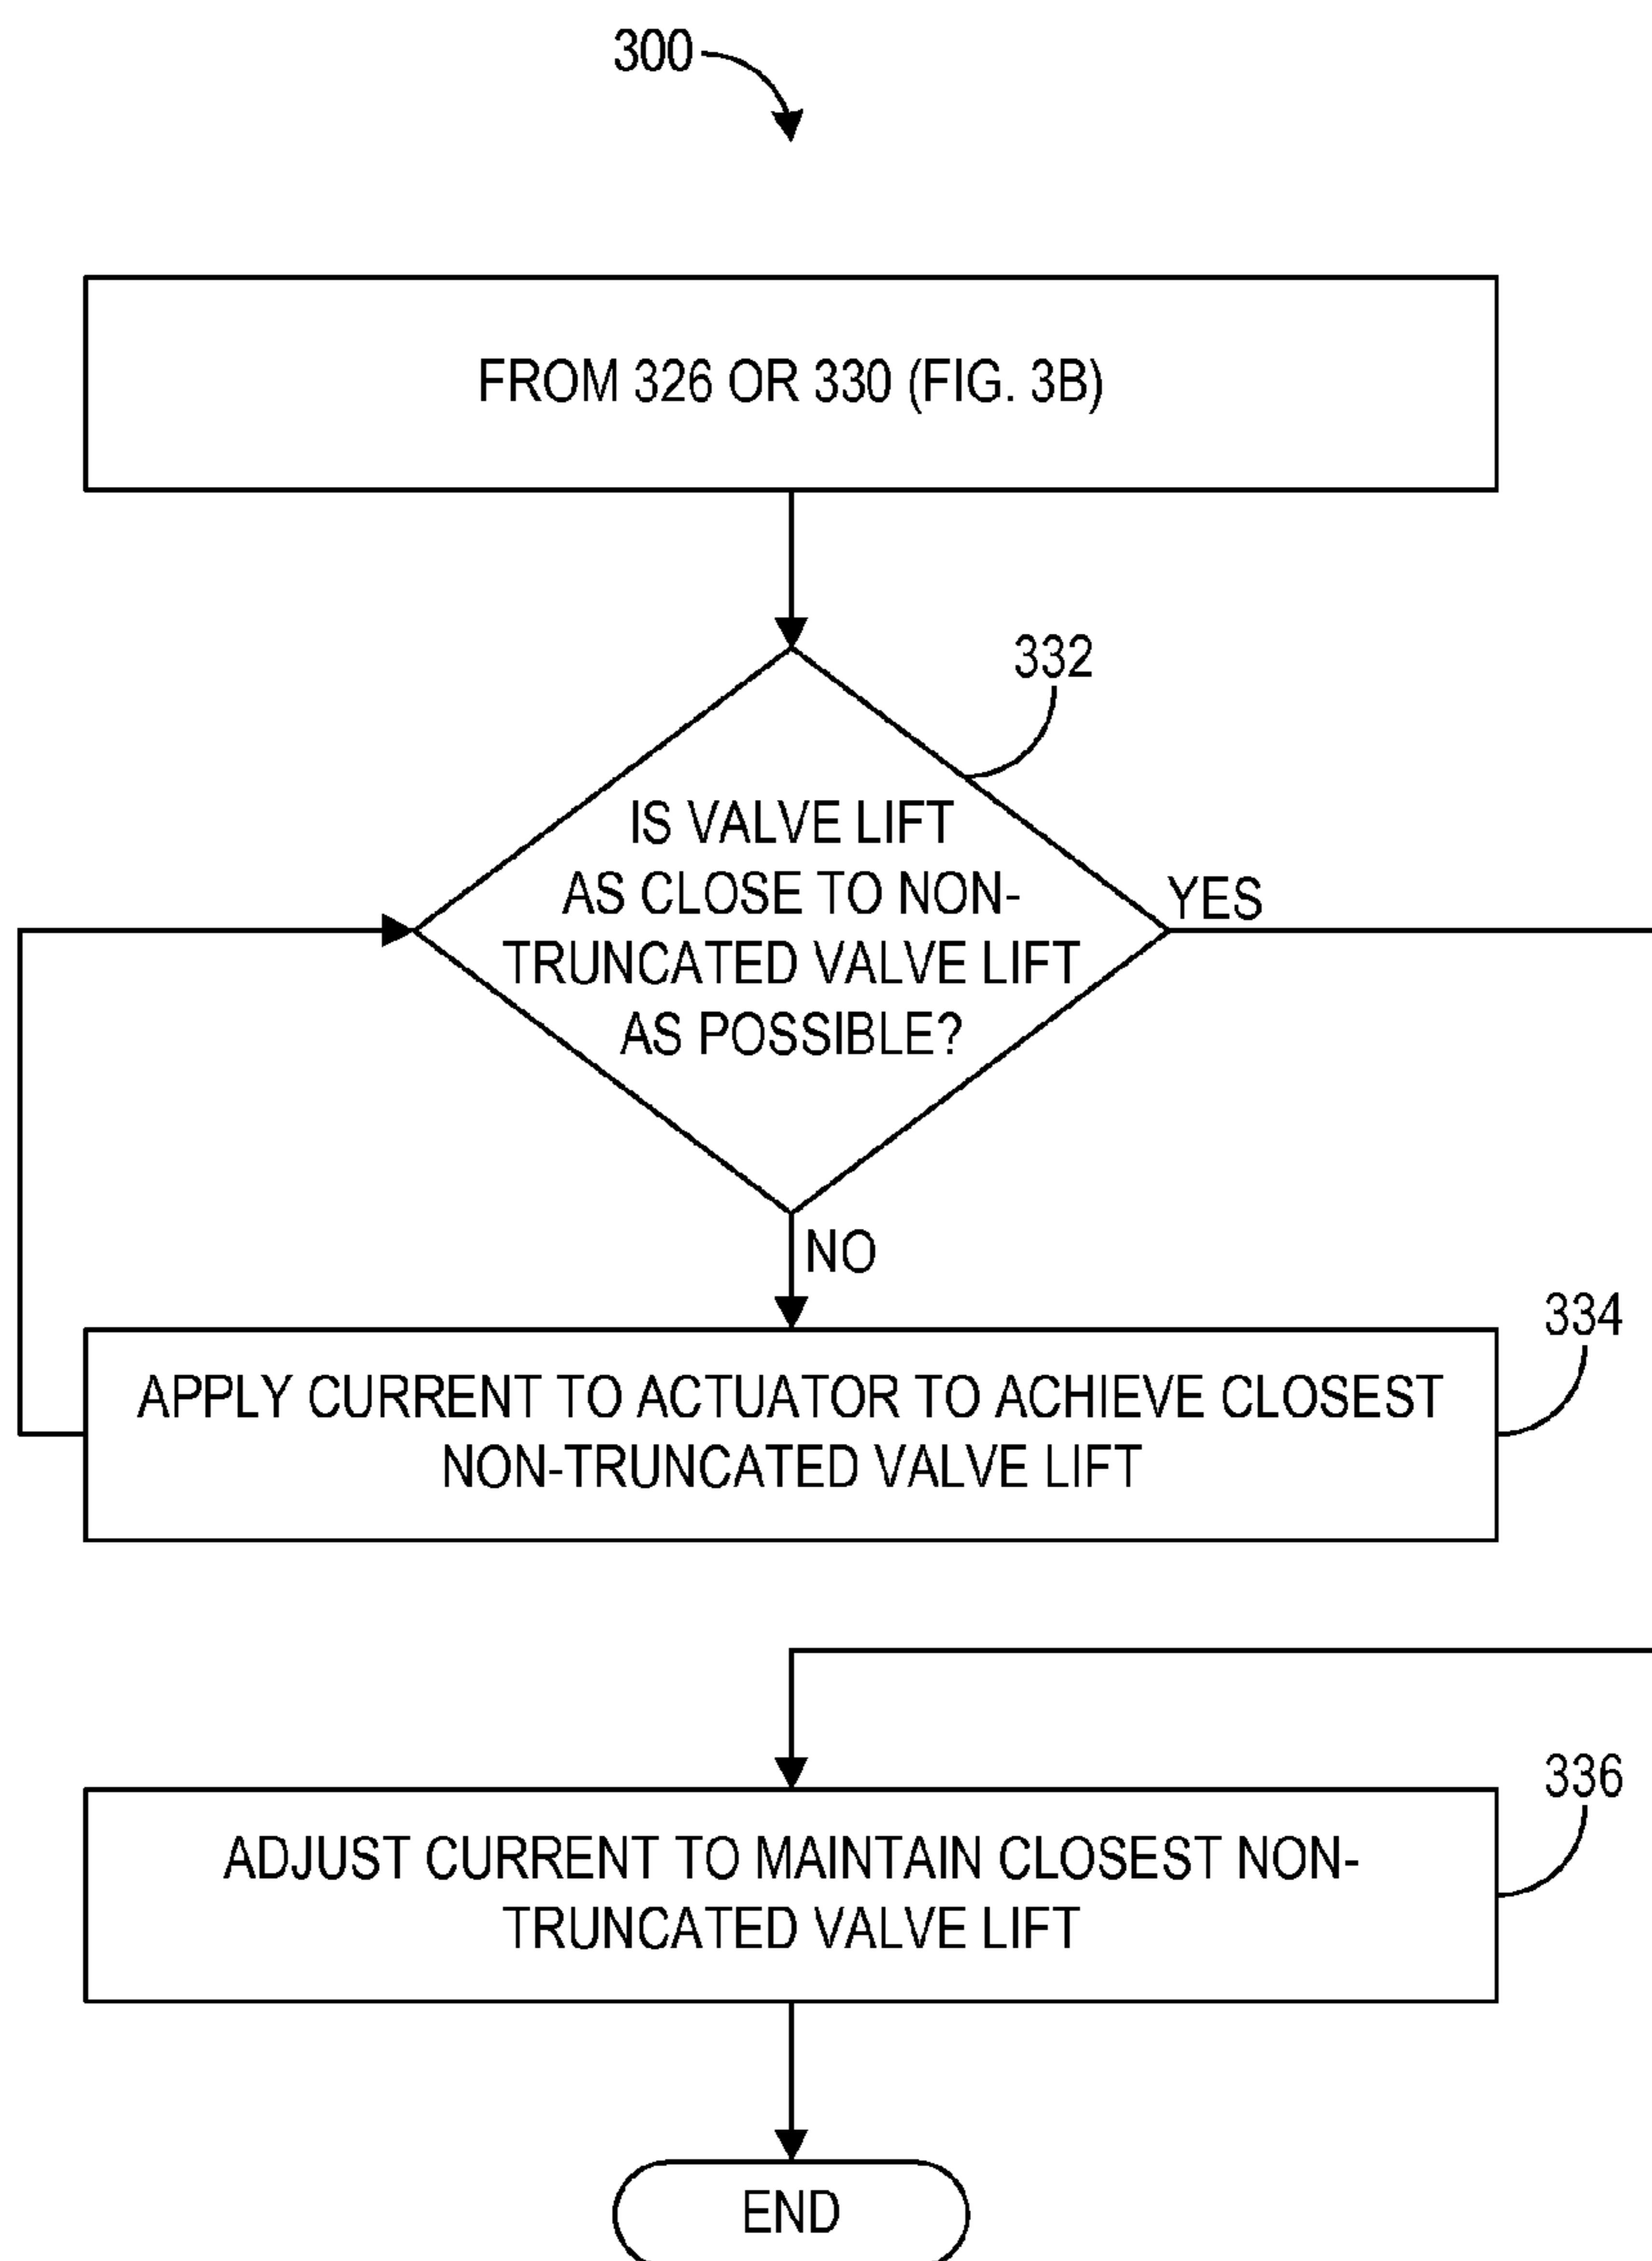 300
FROM 326 OR 330 (FIG. 3B)
332
IS VALVE LIFT
AS CLOSE TO NON-
TRUNCATED VALVE LIFT
AS POSSIBLE?
YES
NO
334
APPLY CURRENT TO ACTUATOR TO ACHIEVE CLOSEST
NON-TRUNCATED VALVE LIFT
336
ADJUST CURRENT TO MAINTAIN CLOSEST NON-
TRUNCATED VALVE LIFT
END